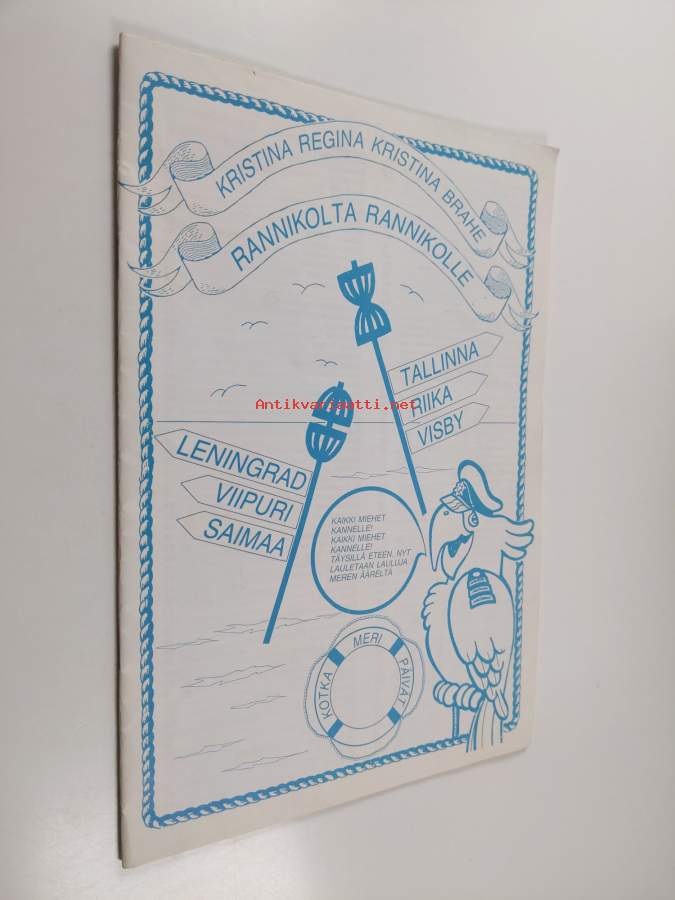 KRISTINA REGINA KRISTINA BRAHE
RANNIKOLTA RANNIKOLLE
TALLINNA
RIIKA
VISBY
Antikvariaatti.net
LENINGRAD
VIIPURI
SAIMAA
KAIKKI MIEHET
KANNELLE!
KAIKKI MIEHET
KANNELLE!
TÄYSILLÄ ETEEN, NYT
LAULETAAN LAULUJA
MEREN ÄÄRELTÄ
KOTKA MERI PÄIVÄT